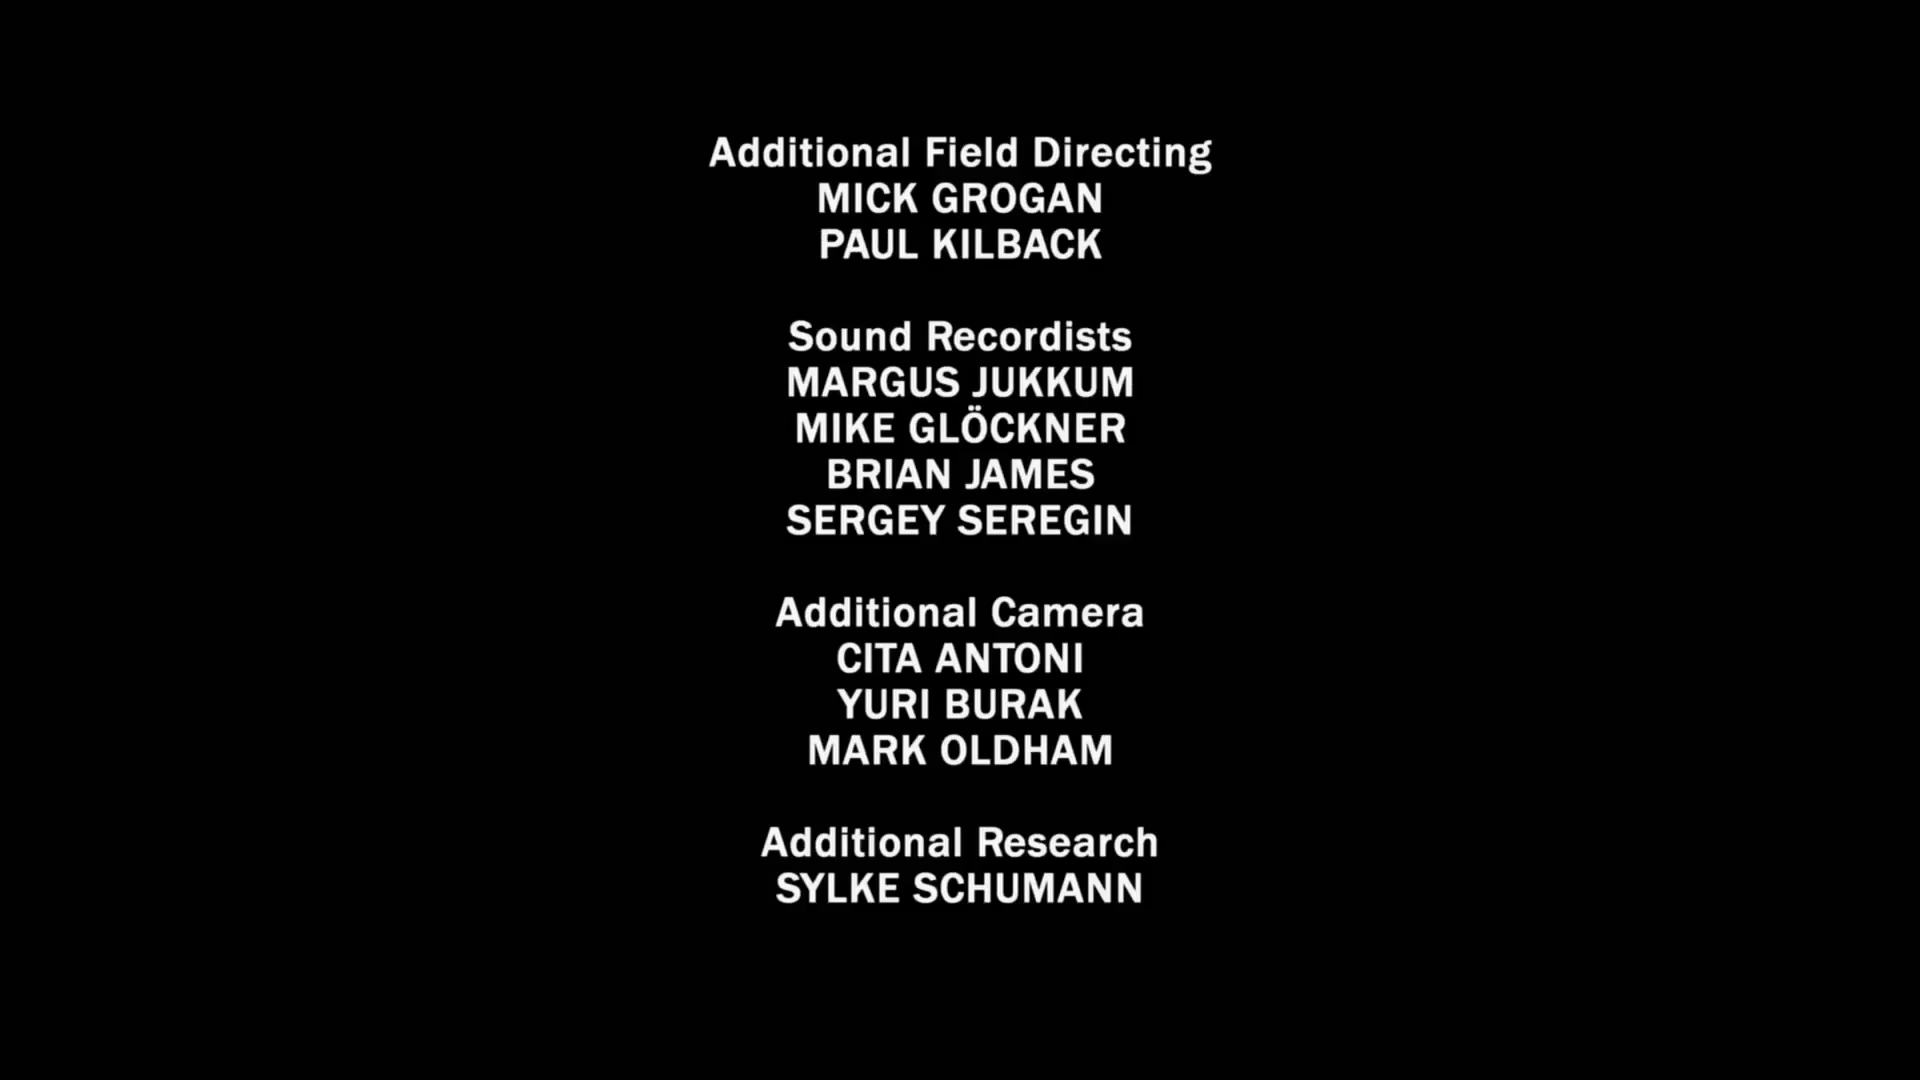 Additional Field Directing
MICK GROGAN
PAUL KILBACK
Sound Recordists
MARGUS JUKKUM
MIKE GLÖCKNER
BRIAN JAMES
SERGEY SEREGIN
Additional Camera
CITA ANTONI
YURI BURAK
MARK OLDHAM
Additional Research
SYLKE SCHUMANN